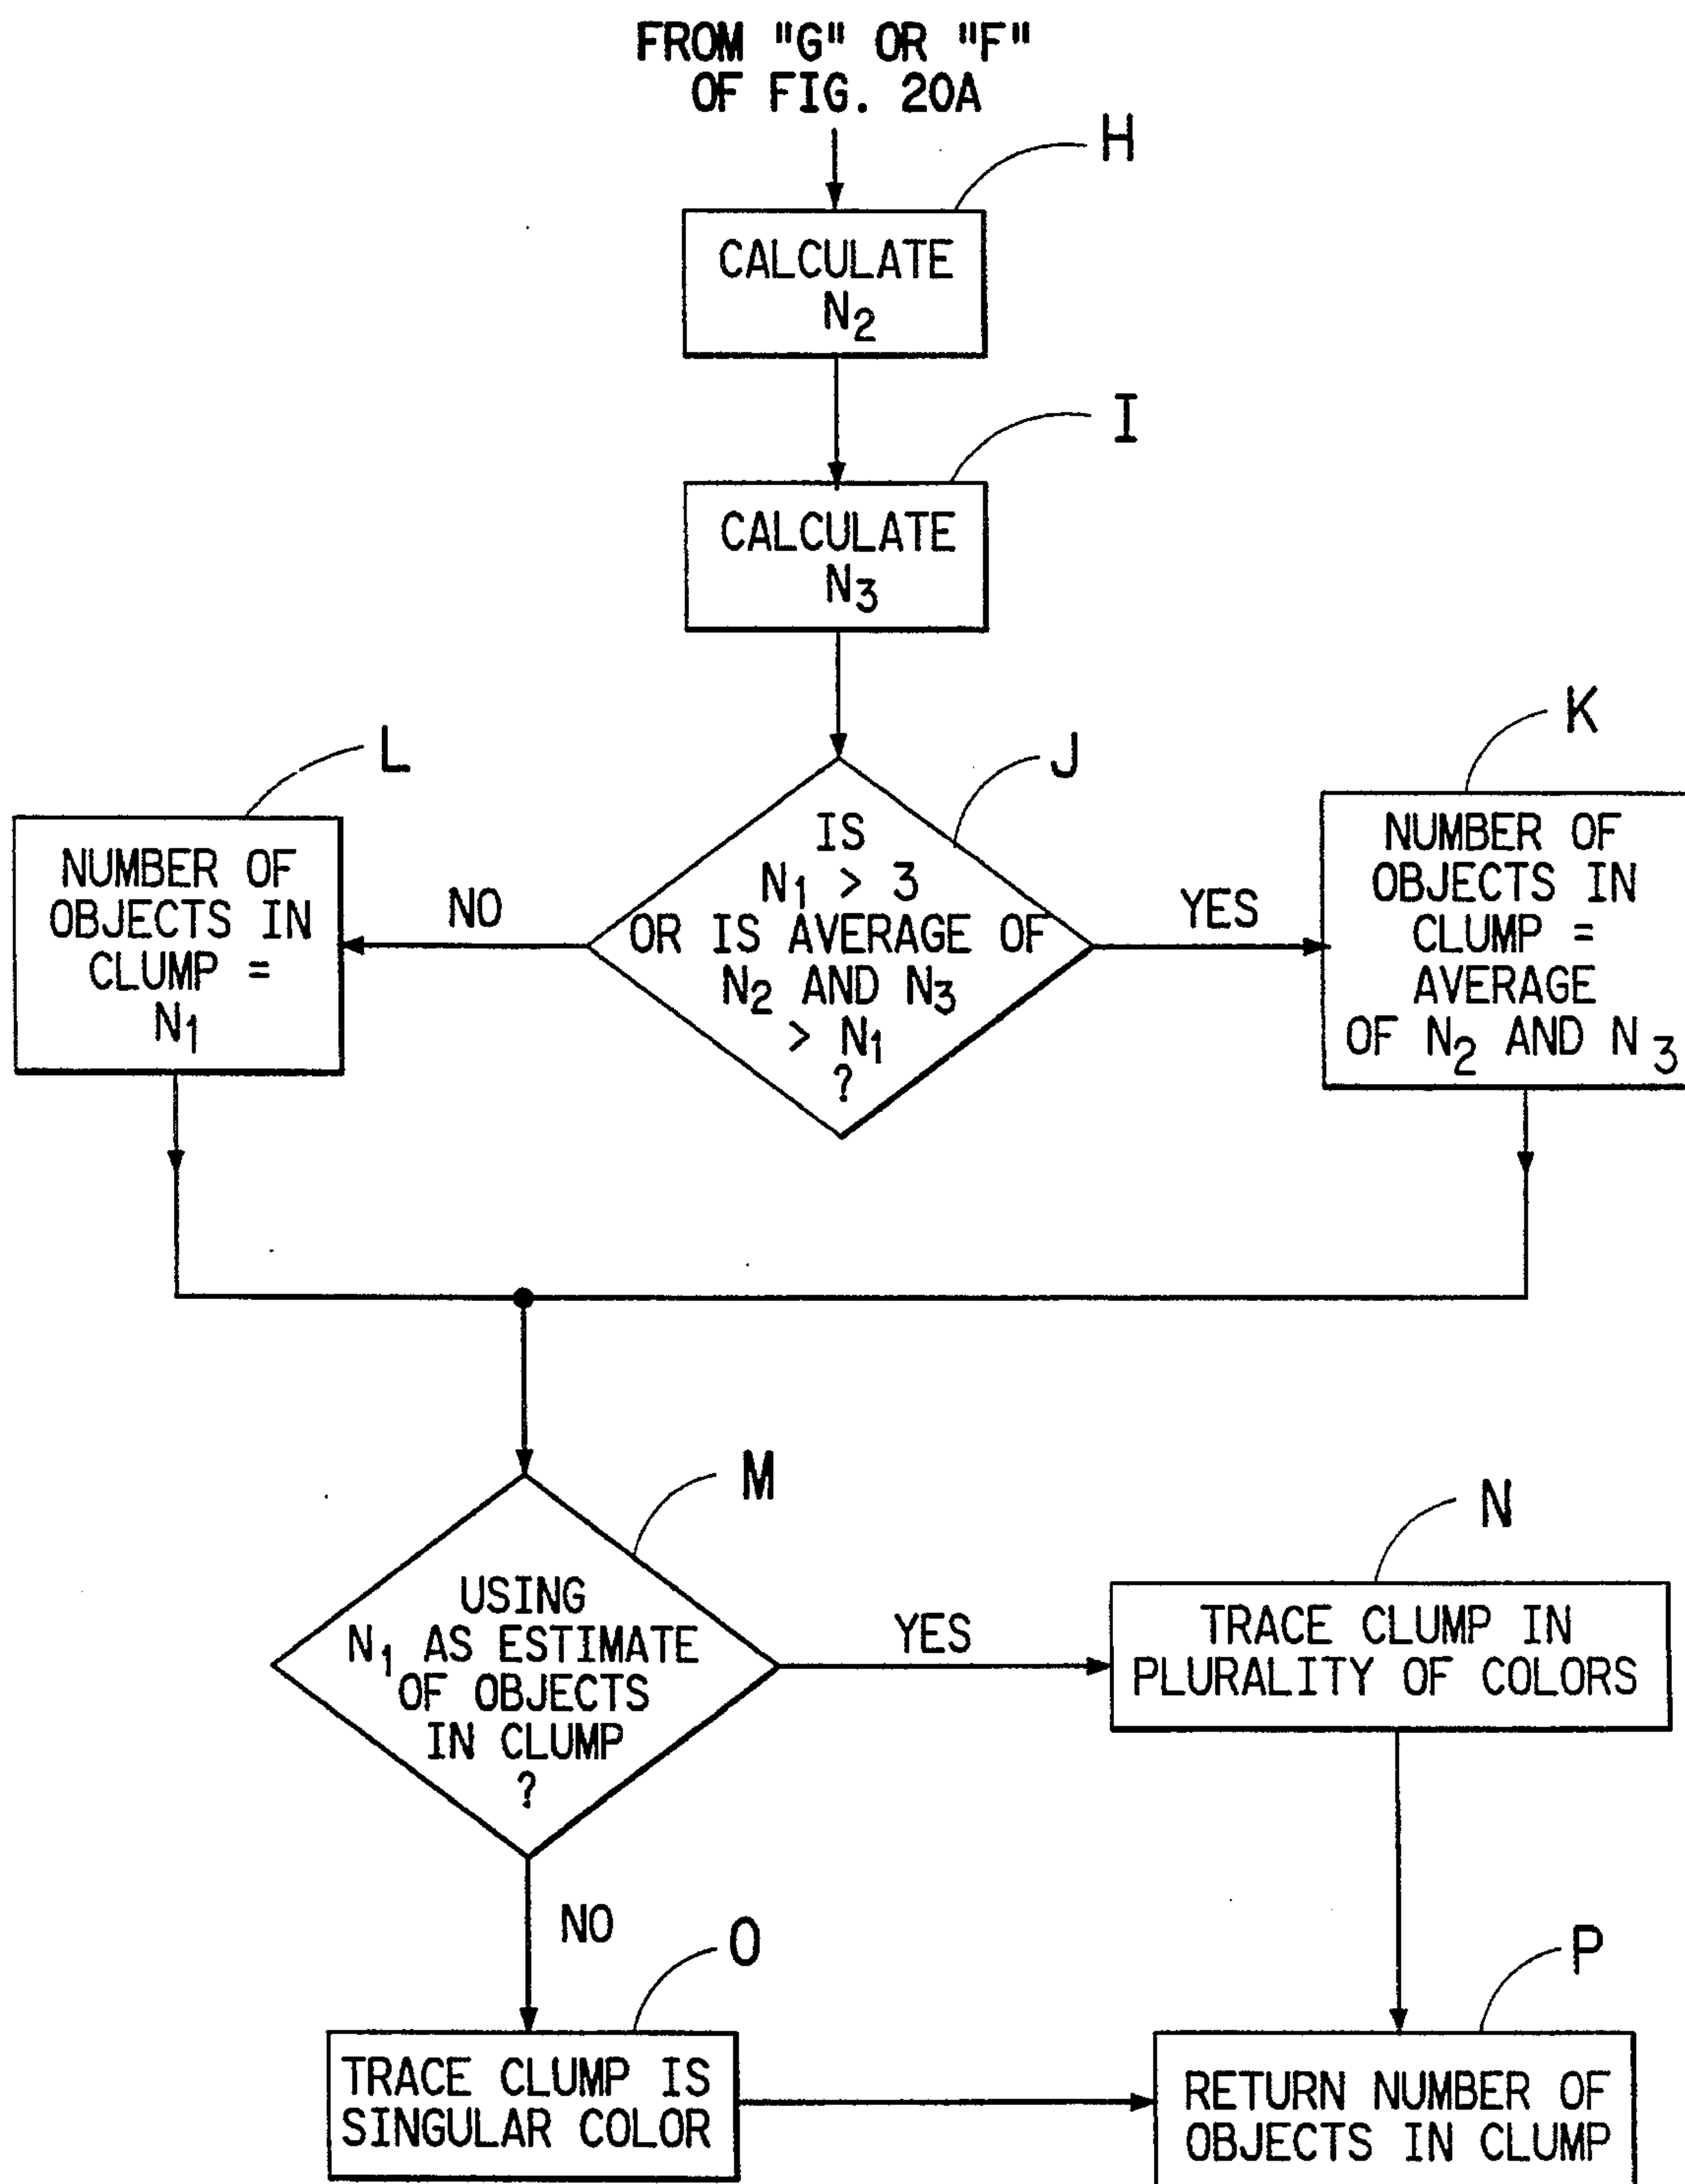 FROM "G" OR "F"
OF FIG. 20A
H
CALCULATE
N2
I
CALCULATE
N3
J
IS
N1 > 3
OR IS AVERAGE OF
N2 AND N3
> N1
?
NO
YES
L
NUMBER OF
OBJECTS IN
CLUMP =
N1
K
NUMBER OF
OBJECTS IN
CLUMP =
AVERAGE
OF N2 AND N3
M
USING
N1 AS ESTIMATE
OF OBJECTS
IN CLUMP
?
YES
NO
N
TRACE CLUMP IN
PLURALITY OF COLORS
O
TRACE CLUMP IS
SINGULAR COLOR
P
RETURN NUMBER OF
OBJECTS IN CLUMP